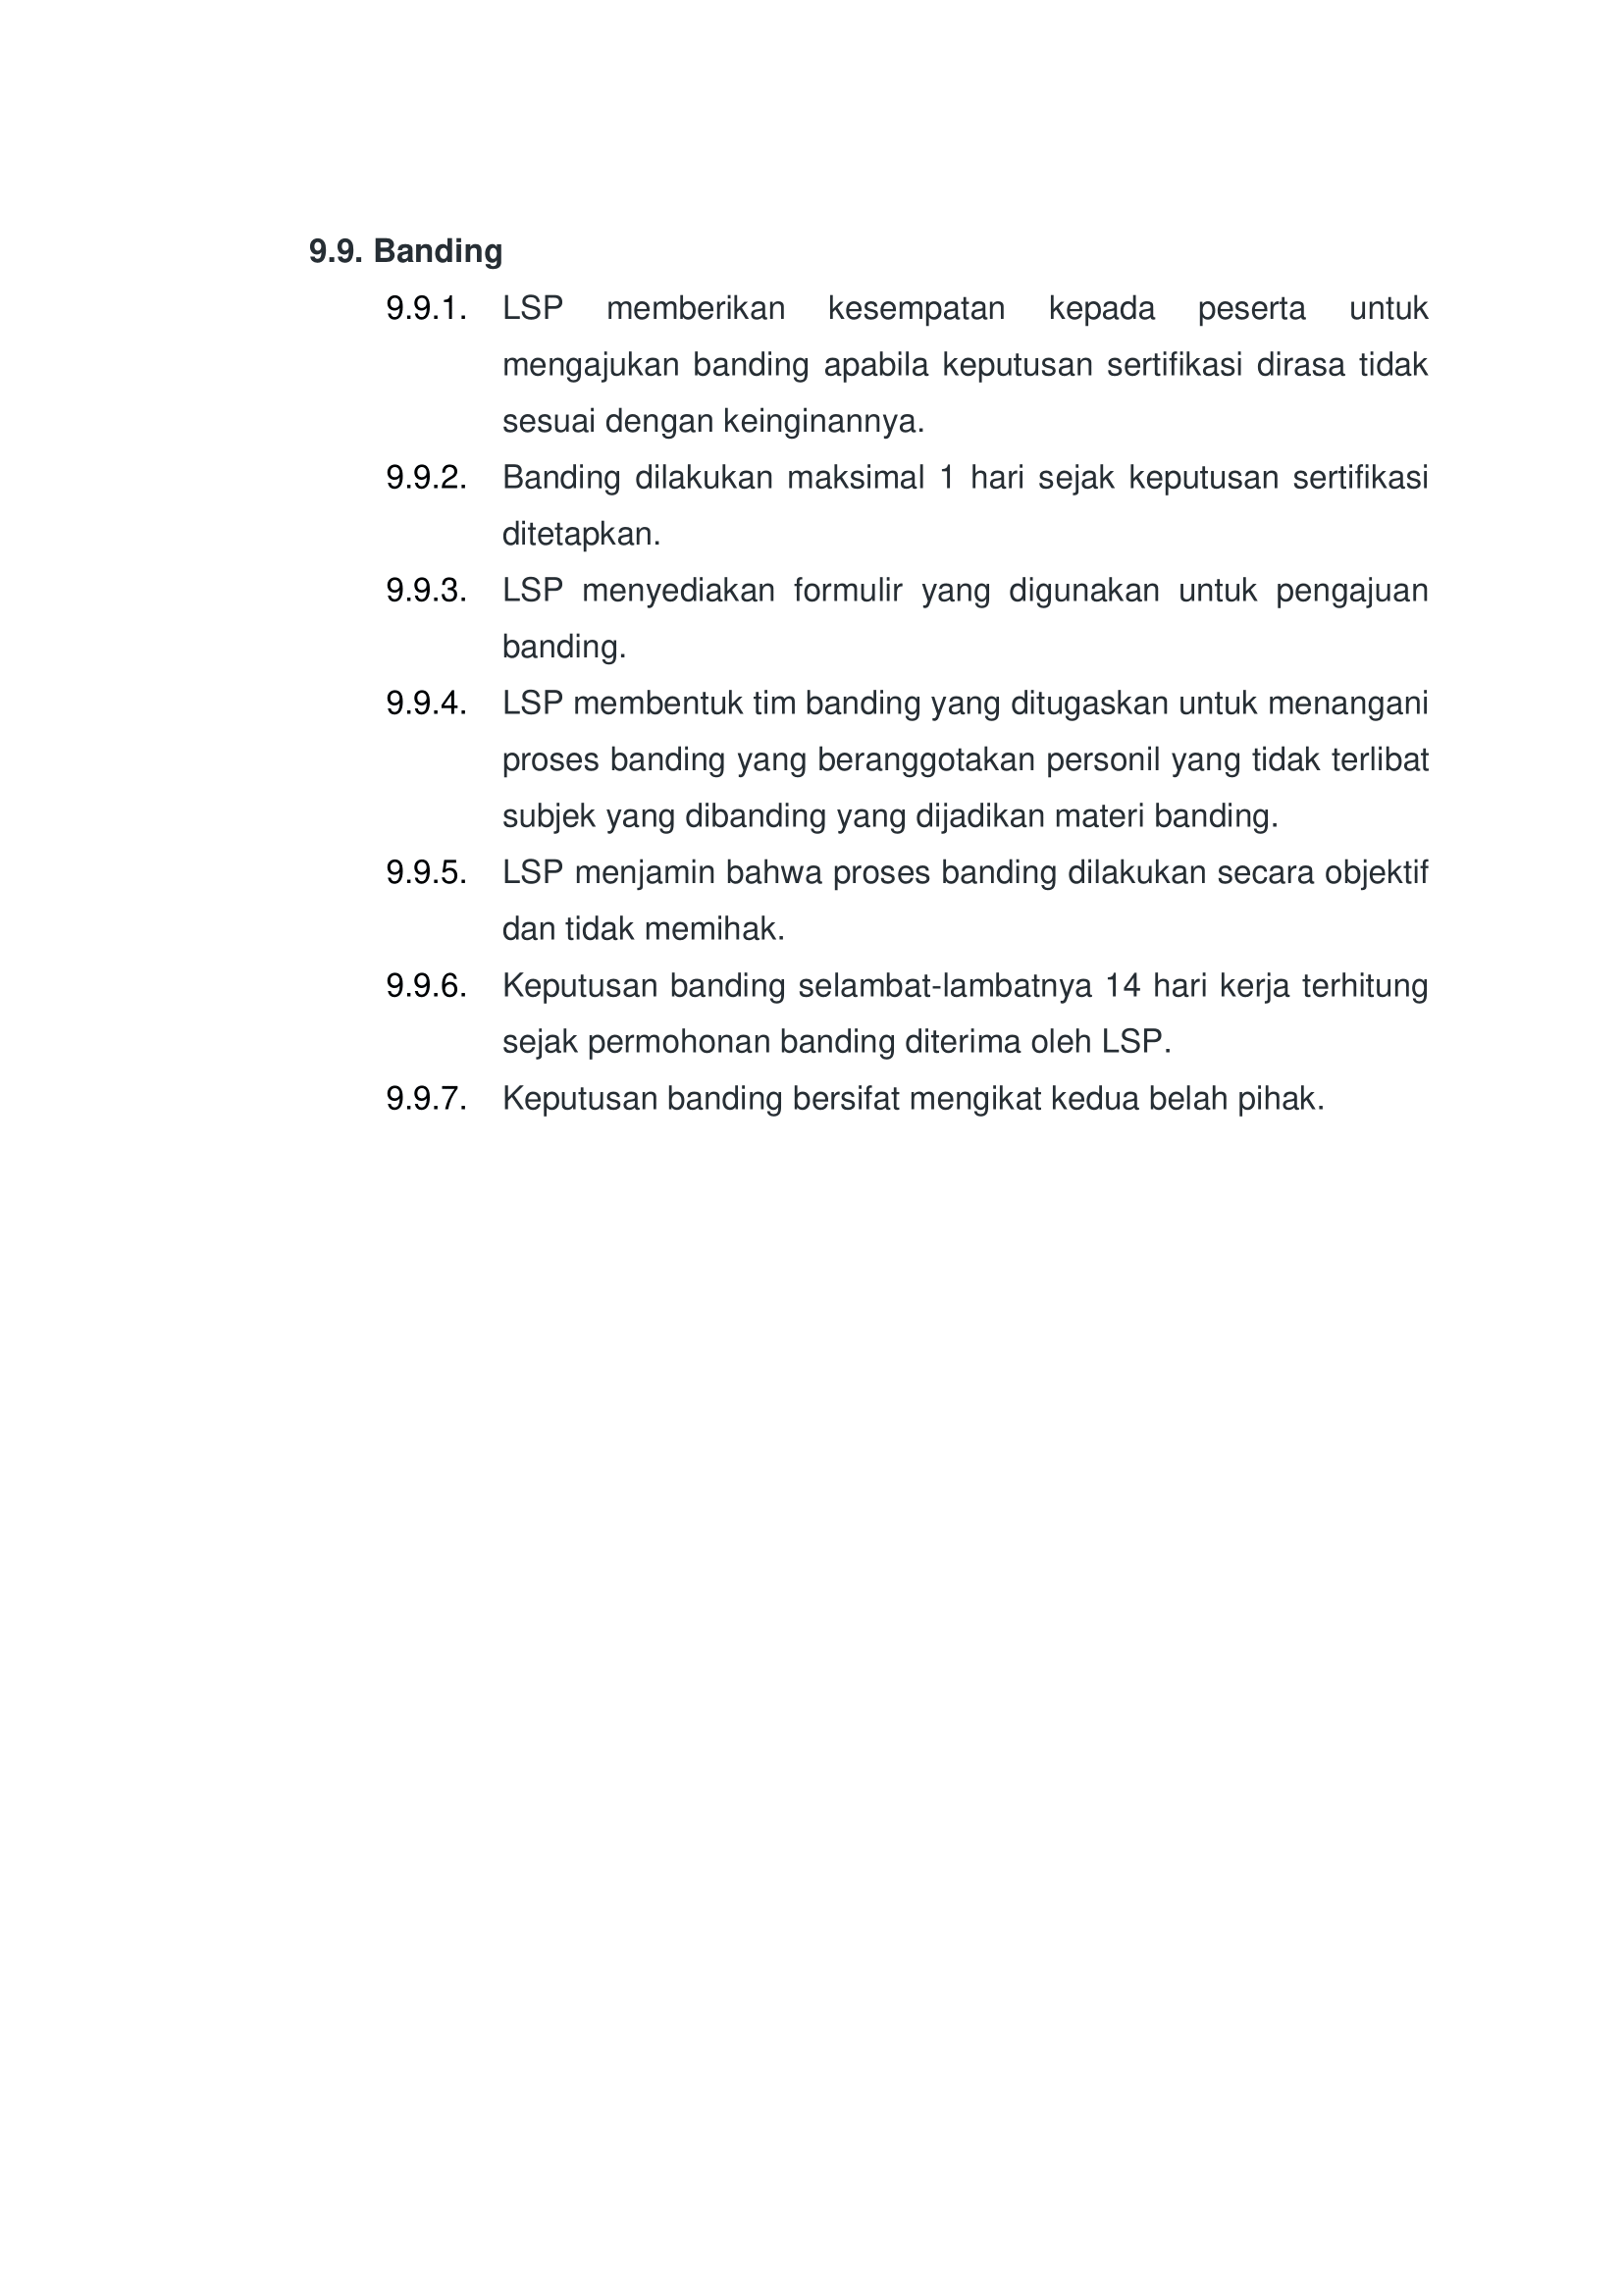 9.9. Banding
9.9.1. LSP memberikan kesempatan kepada peserta untuk
mengajukan banding apabila keputusan sertifikasi dirasa tidak
sesuai dengan keinginannya.
9.9.2. Banding dilakukan maksimal 1 hari sejak keputusan sertifikasi
ditetapkan.
9.9.3. LSP menyediakan formulir yang digunakan untuk pengajuan
banding.
9.9.4. LSP membentuk tim banding yang ditugaskan untuk menangani
proses banding yang beranggotakan personil yang tidak terlibat
subjek yang dibanding yang dijadikan materi banding.
9.9.5. LSP menjamin bahwa proses banding dilakukan secara objektif
dan tidak memihak.
9.9.6. Keputusan banding selambat-lambatnya 14 hari kerja terhitung
sejak permohonan banding diterima oleh LSP.
9.9.7. Keputusan banding bersifat mengikat kedua belah pihak.